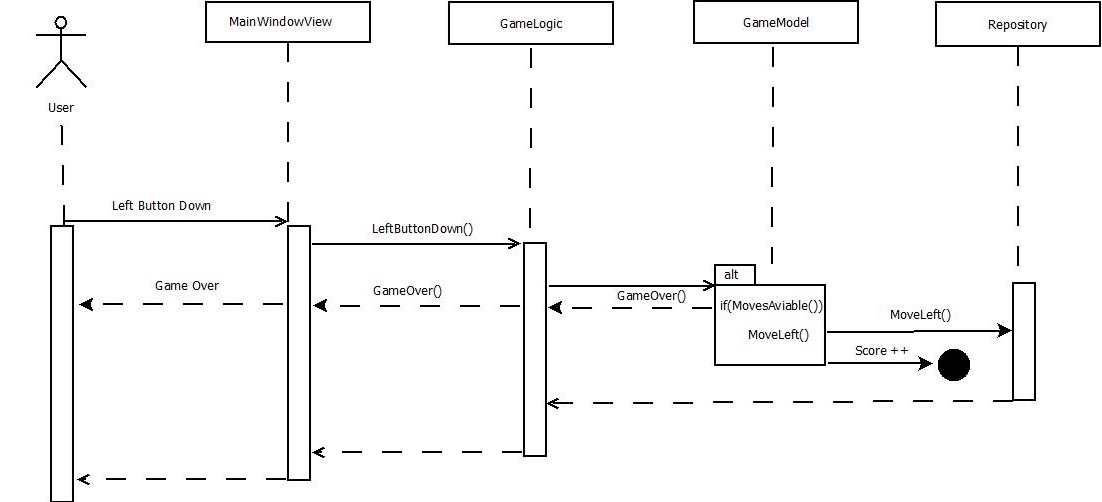 MainWindowView
GameLogic
GameModel
Repository
User
Left Button Down
LeftButtonDown()
alt
Game Over
GameOver()
GameOver()
if(MovesAviable())
MoveLeft()
MoveLeft()
Score ++